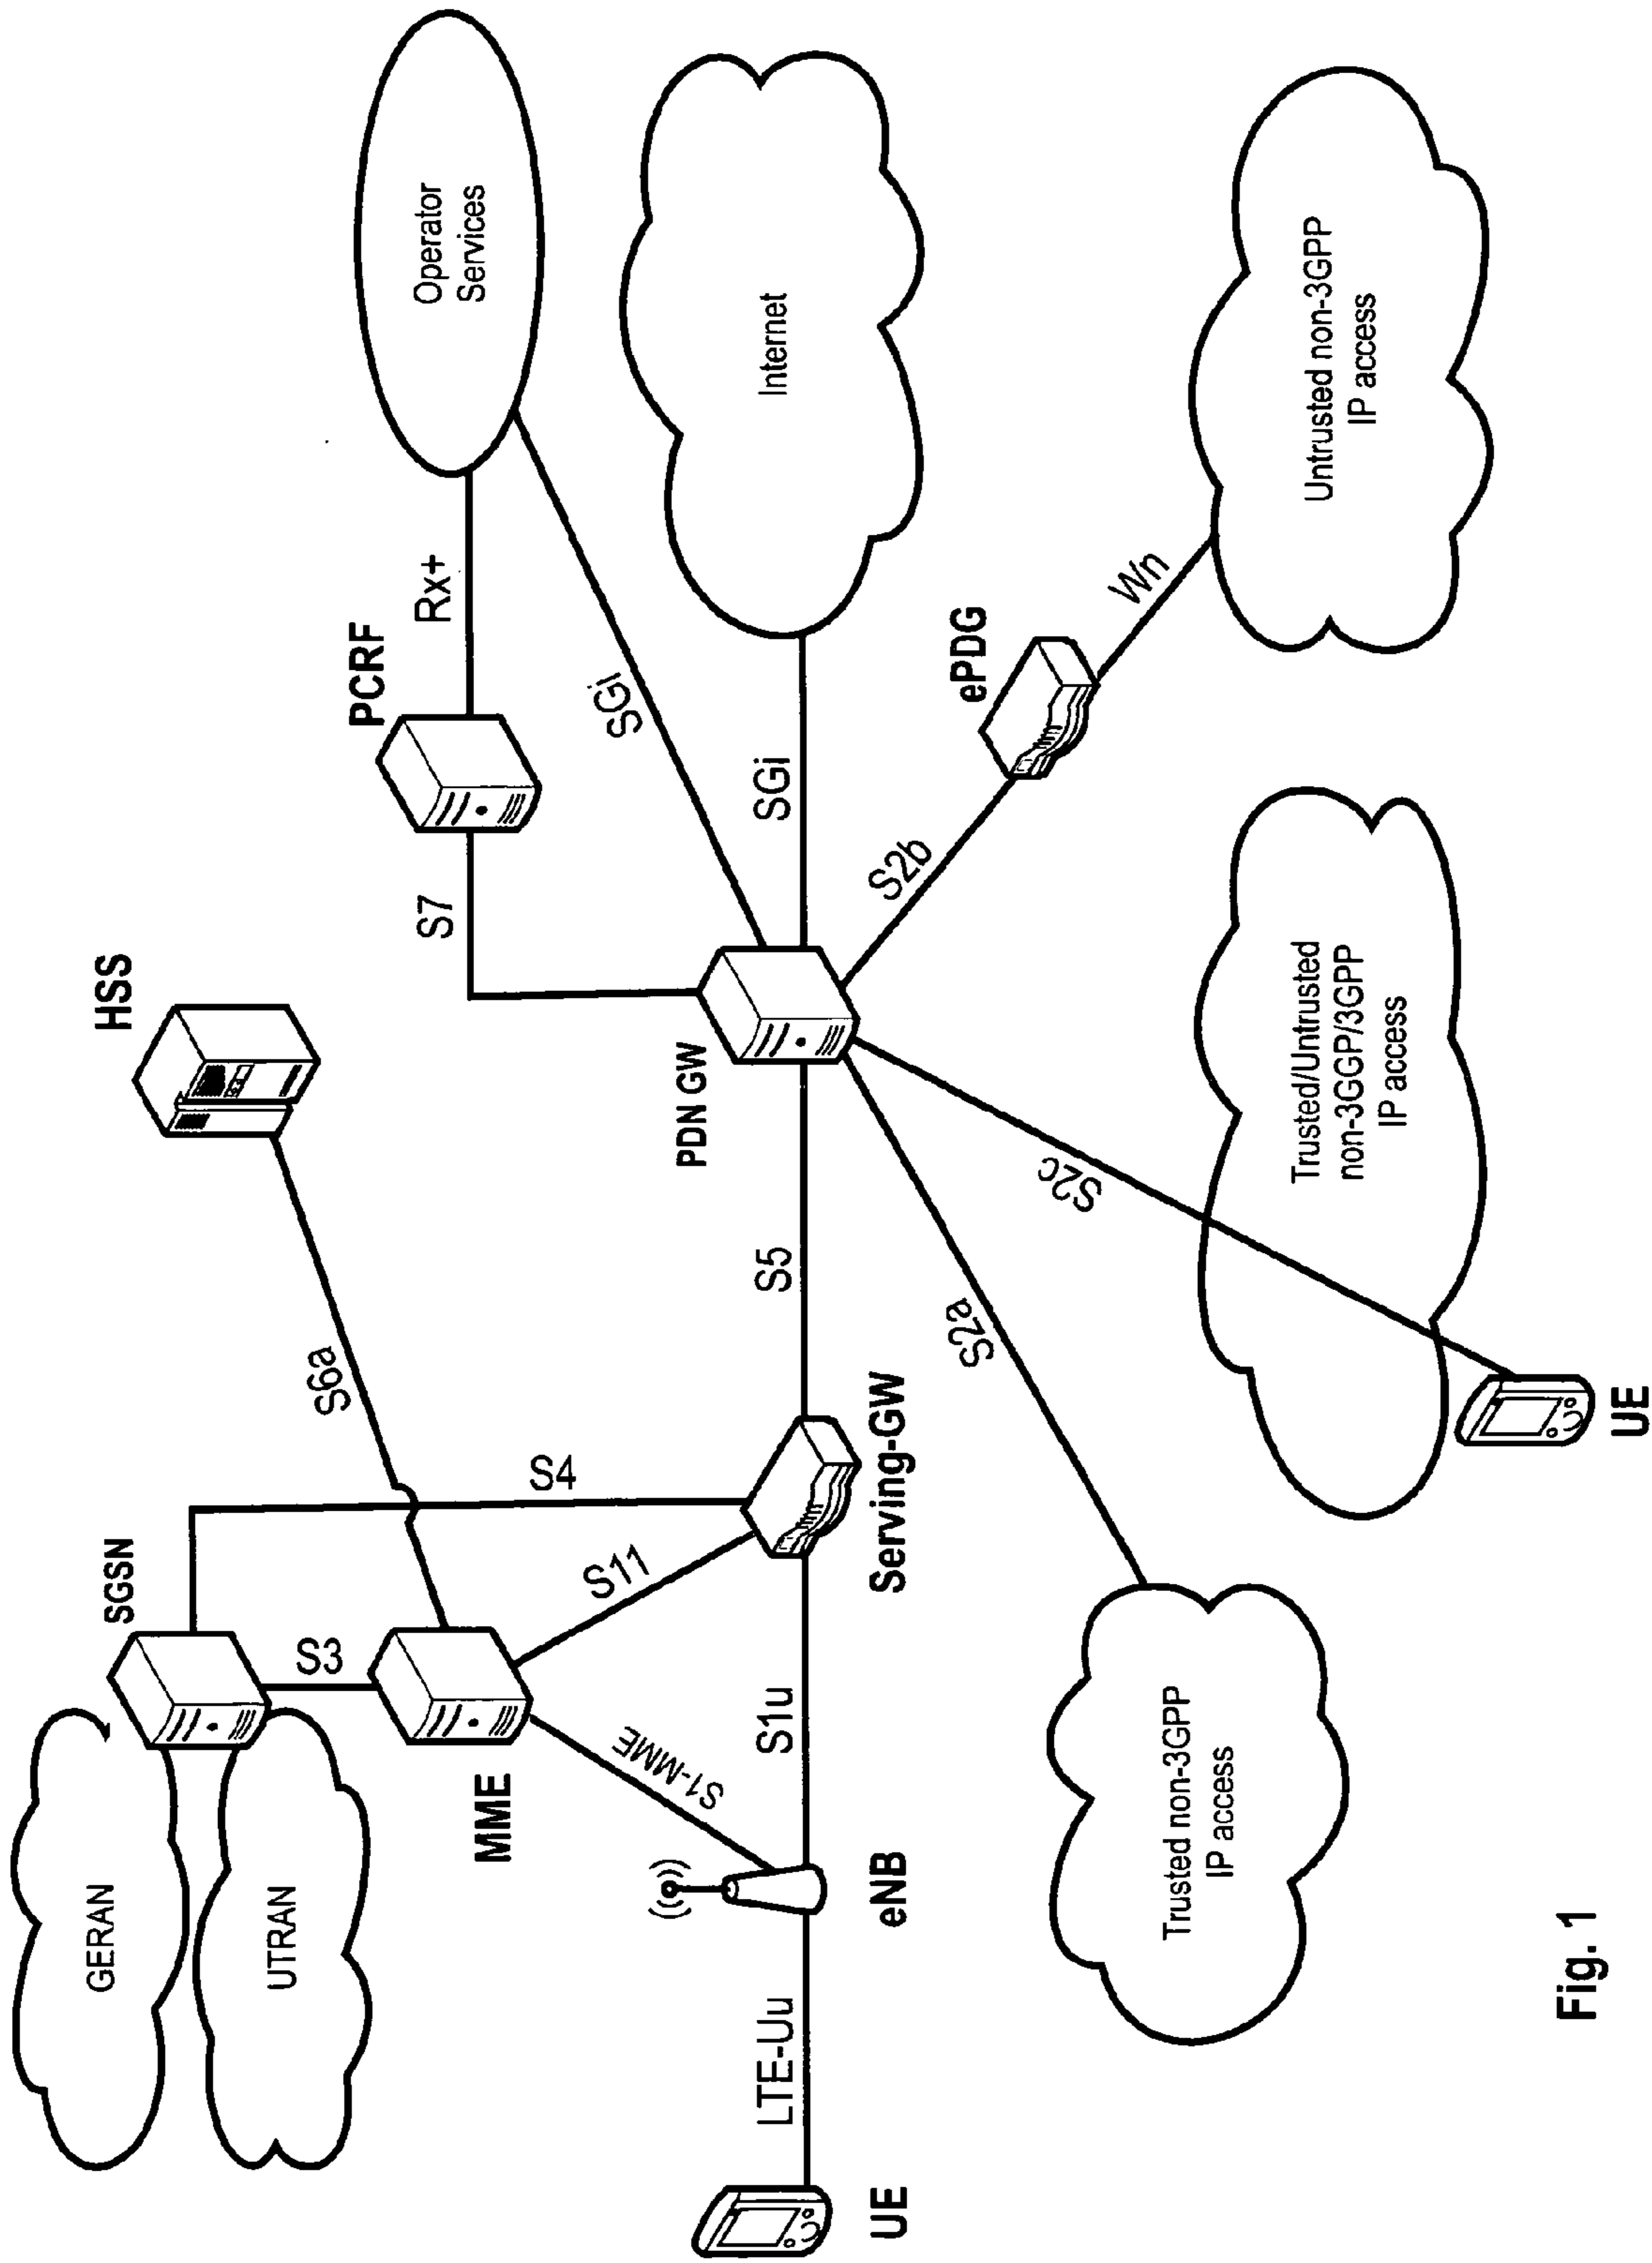 GERAN
UTRAN
SGSN
HSS
S3
S6a
S4
MME
S11
S1-MME
PCRF
S7
Rx+
Operator
Services
SGi
UE
LTE-Uu
eNB
S1u
Serving-GW
S5
PDN GW
SGi
Internet
S2a
S2c
S2b
ePDG
Wn
Trusted non-3GPP
IP access
UE
Trusted/Untrusted
non-3GGP/3GPP
IP access
Untrusted non-3GPP
IP access
Fig. 1